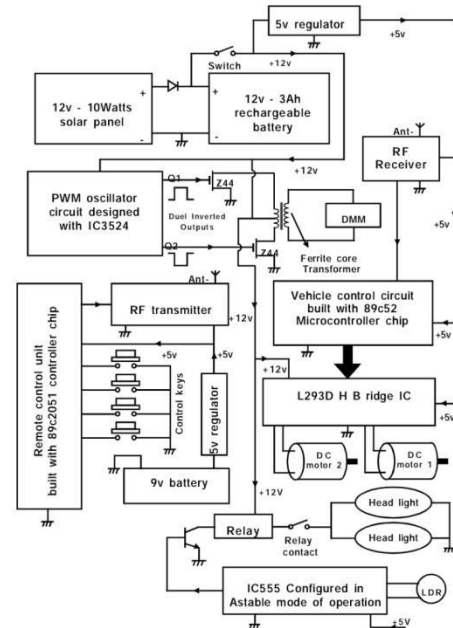 5v regulator
+5v
Switch
+12v
12v - 10Watts
solar panel
+
-
+
-
12v - 3Ah
rechargeable
battery
Ant-
RF
Receiver
+12v
+5v
PWM oscillator
circuit designed
with IC3524
Q1
Z44
Duel Inverted
Outputs
Q2
Z44
DMM
Ferrite core
Transformer
Vehicle control circuit
built with 89c52
Microcontroller chip
+5v
Ant-
RF transmitter
+12v
+5v
+5v
Remote control unit
built with 89c2051 controller chip
Control keys
5v regulator
9v battery
+12v
L293D H B ridge IC
+5v
DC
motor 2
DC
motor 1
+12V
Relay
Relay
contact
Head light
Head light
IC555 Configured in
Astable mode of operation
LDR
+5V